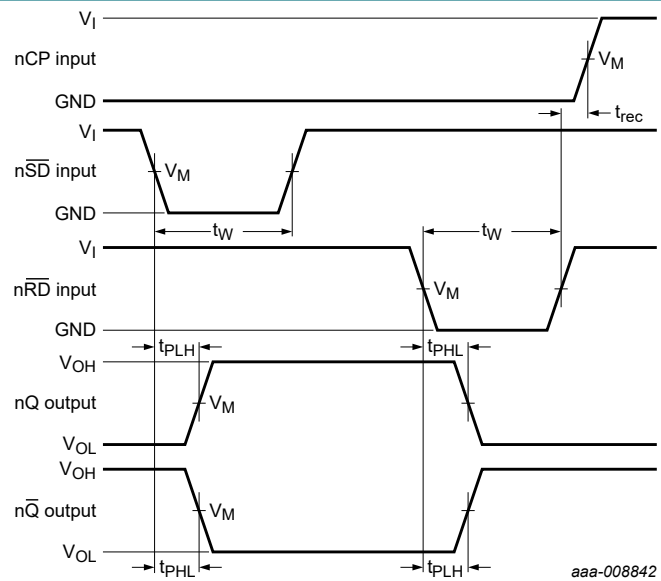 V_I
nCP input
V_M
GND
t_rec
V_I
nS̅D̅ input
V_M
GND
t_W
t_W
V_I
nR̅D̅ input
V_M
GND
t_PLH
t_PHL
V_OH
nQ output
V_M
V_OL
V_OH
nQ̅ output
V_M
V_OL
t_PHL
t_PLH
aaa-008842